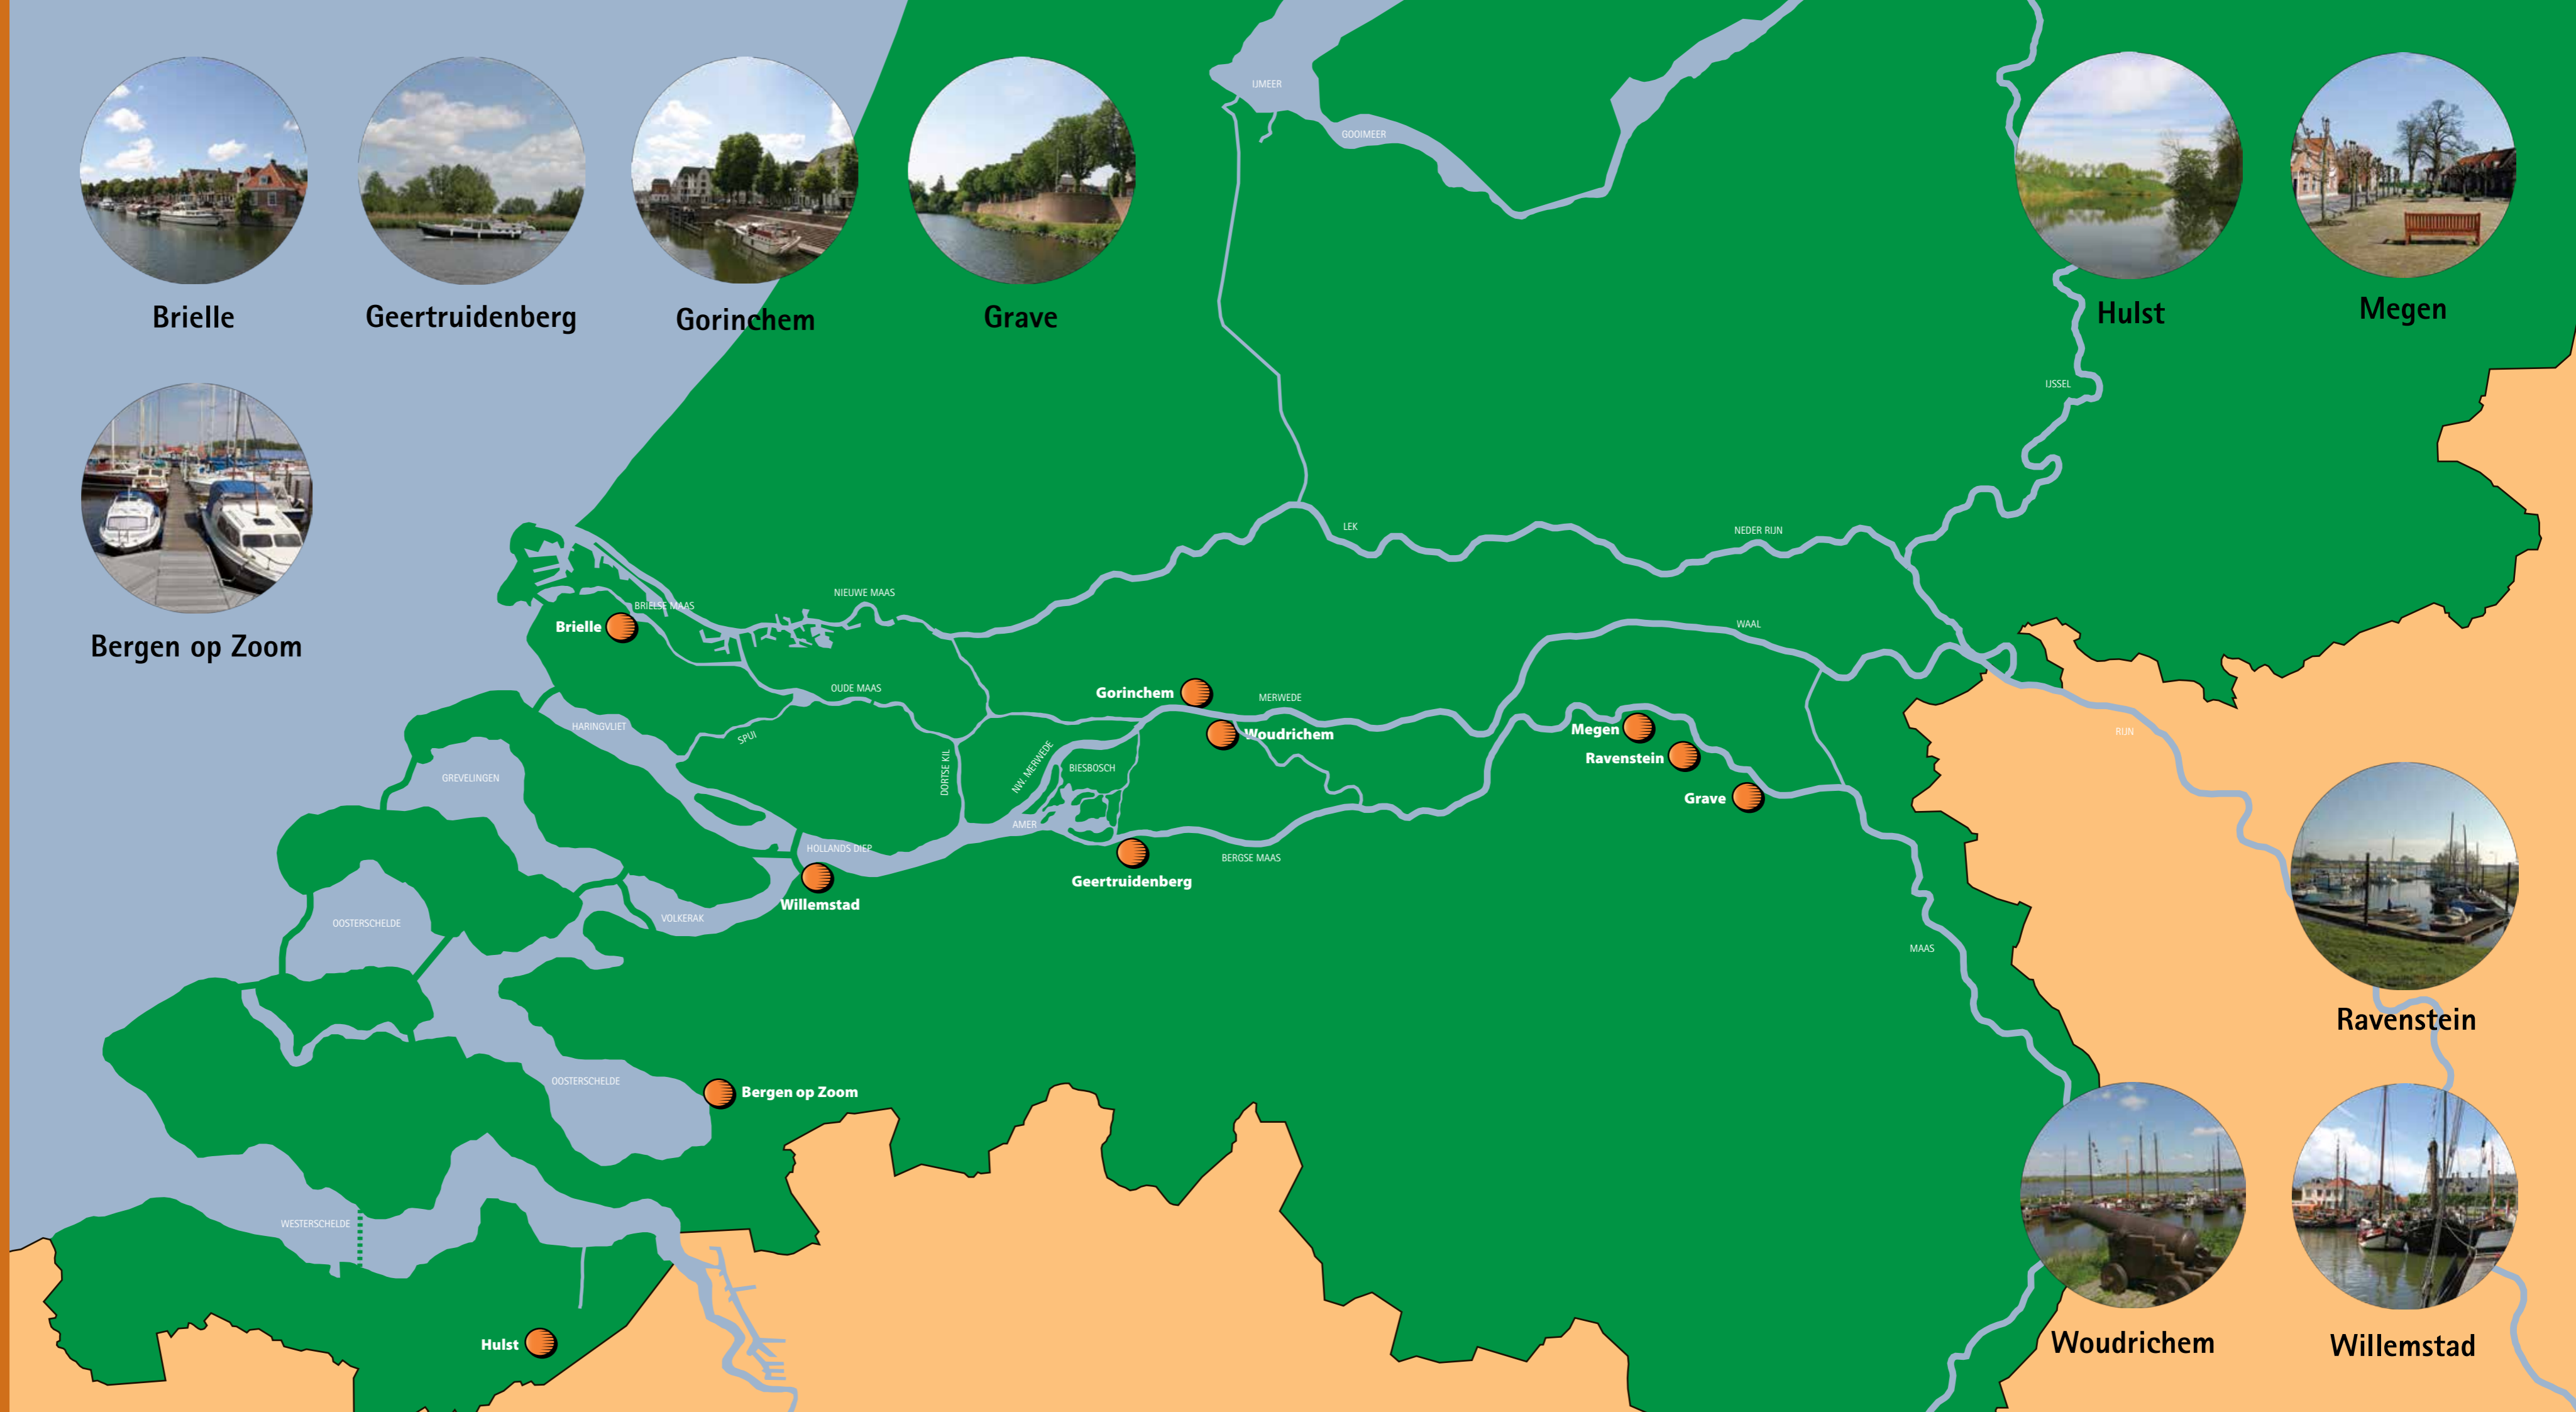 IJMEER
GOOIMEER
Brielle
Geertruidenberg
Gorinchem
Grave
Hulst
Megen
IJSSEL
Bergen op Zoom
LEK
NEDER RIJN
NIEUWE MAAS
BRIELSE MAAS
Brielle
WAAL
OUDE MAAS
Gorinchem
MERWEDE
HARINGVLIET
SPUI
Woudrichem
Megen
RIJN
Ravenstein
DORTSE KIL
NW. MERWEDE
BIESBOSCH
GREVELINGEN
Grave
AMER
HOLLANDS DIEP
BERGSE MAAS
Geertruidenberg
Willemstad
VOLKERAK
OOSTERSCHELDE
MAAS
Ravenstein
OOSTERSCHELDE
Bergen op Zoom
WESTERSCHELDE
Hulst
Woudrichem
Willemstad